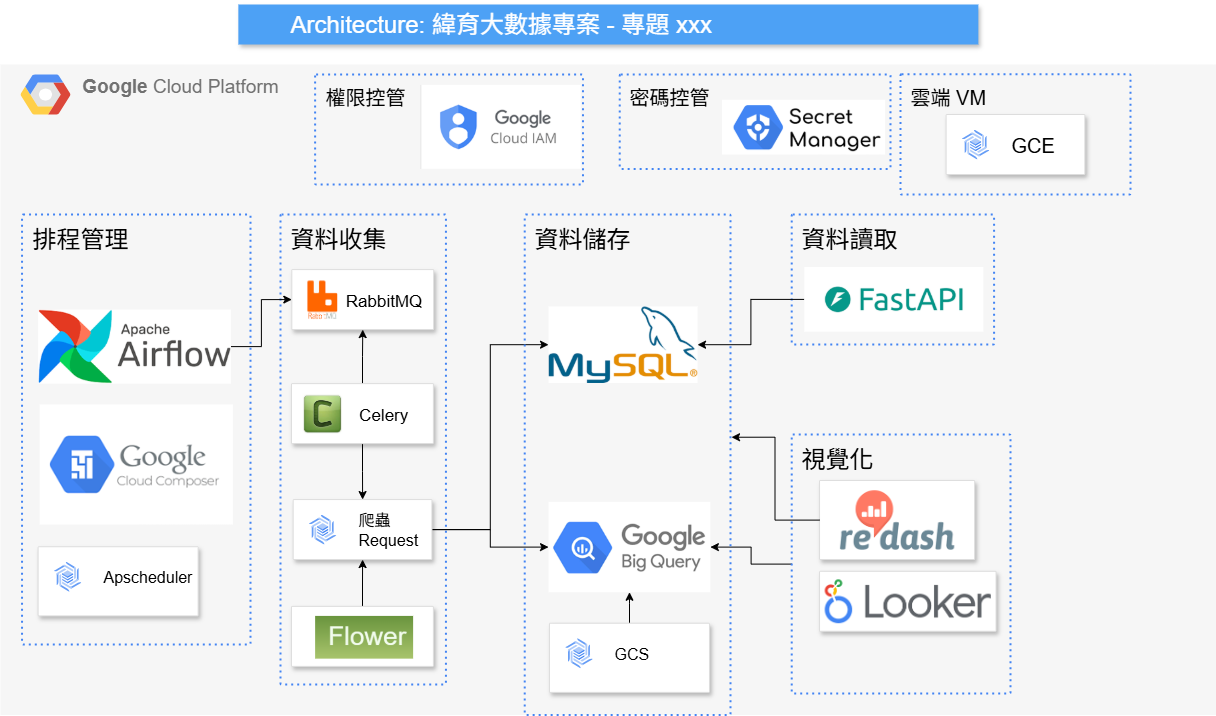 Architecture: 緯育大數據專案 - 專題 xxx
Google Cloud Platform
權限控管
Google
Cloud IAM
密碼控管
Secret
Manager
雲端 VM
GCE
排程管理
Apache
Airflow
Google
Cloud Composer
Apscheduler
資料收集
RabbitMQ
Celery
爬蟲
Request
Flower
資料儲存
MySQL®
Google
Big Query
GCS
資料讀取
FastAPI
視覺化
re dash
Looker